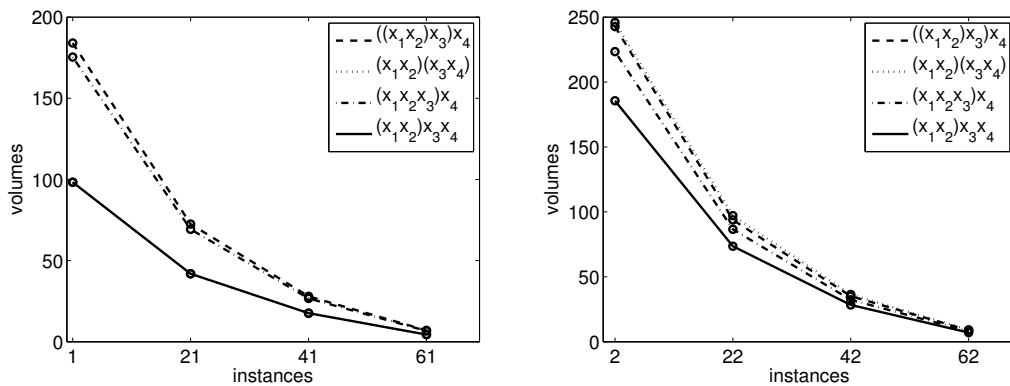 200
150
100
50
0
volumes
1 21 41 61
instances
((x₁x₂)x₃)x₄
(x₁x₂)(x₃x₄)
(x₁x₂x₃)x₄
(x₁x₂)x₃x₄
250
200
150
100
50
0
volumes
2 22 42 62
instances
((x₁x₂)x₃)x₄
(x₁x₂)(x₃x₄)
(x₁x₂x₃)x₄
(x₁x₂)x₃x₄